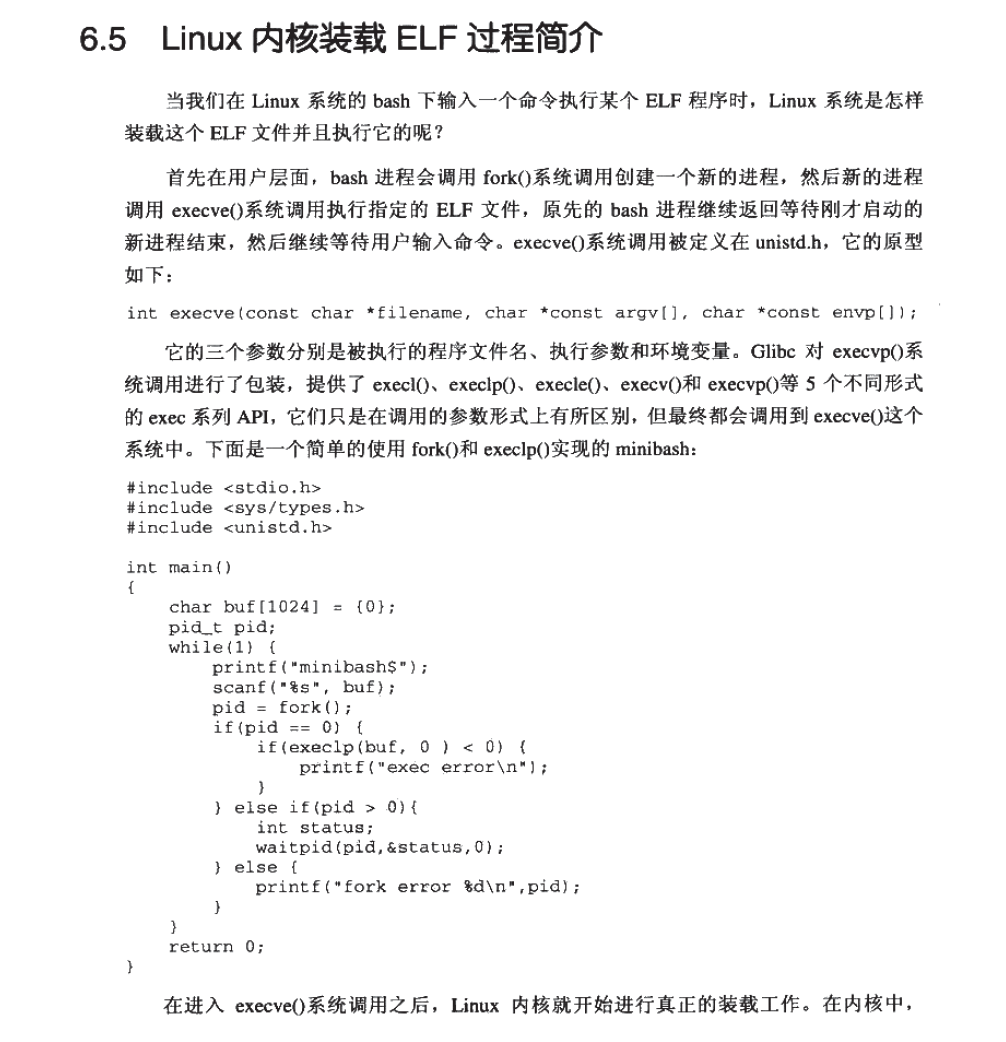 6.5 Linux 内核装载 ELF 过程简介
当我们在 Linux 系统的 bash 下输入一个命令执行某个 ELF 程序时，Linux 系统是怎样
装载这个 ELF 文件并且执行它的呢？
首先在用户层面，bash 进程会调用 fork()系统调用创建一个新的进程，然后新的进程
调用 execve()系统调用执行指定的 ELF 文件，原先的 bash 进程继续返回等待刚才启动的
新进程结束，然后继续等待用户输入命令。execve()系统调用被定义在 unistd.h，它的原型
如下：
int execve(const char *filename, char *const argv[], char *const envp[]);
它的三个参数分别是被执行的程序文件名、执行参数和环境变量。Glibc 对 execvp()系
统调用进行了包装，提供了 execl()、execlp()、execle()、execv()和 execvp()等 5 个不同形式
的 exec 系列 API，它们只是在调用的参数形式上有所区别，但最终都会调用到 execve()这个
系统中。下面是一个简单的使用 fork()和 execlp()实现的 minibash：
#include <stdio.h>
#include <sys/types.h>
#include <unistd.h>
int main()
{
    char buf[1024] = {0};
    pid_t pid;
    while(1) {
        printf("minibash$");
        scanf("%s", buf);
        pid = fork();
        if(pid == 0) {
            if(execlp(buf, 0 ) < 0) {
                printf("exec error\n");
            }
        } else if(pid > 0){
            int status;
            waitpid(pid,&status,0);
        } else {
            printf("fork error %d\n",pid);
        }
    }
    return 0;
}
在进入 execve()系统调用之后，Linux 内核就开始进行真正的装载工作。在内核中，